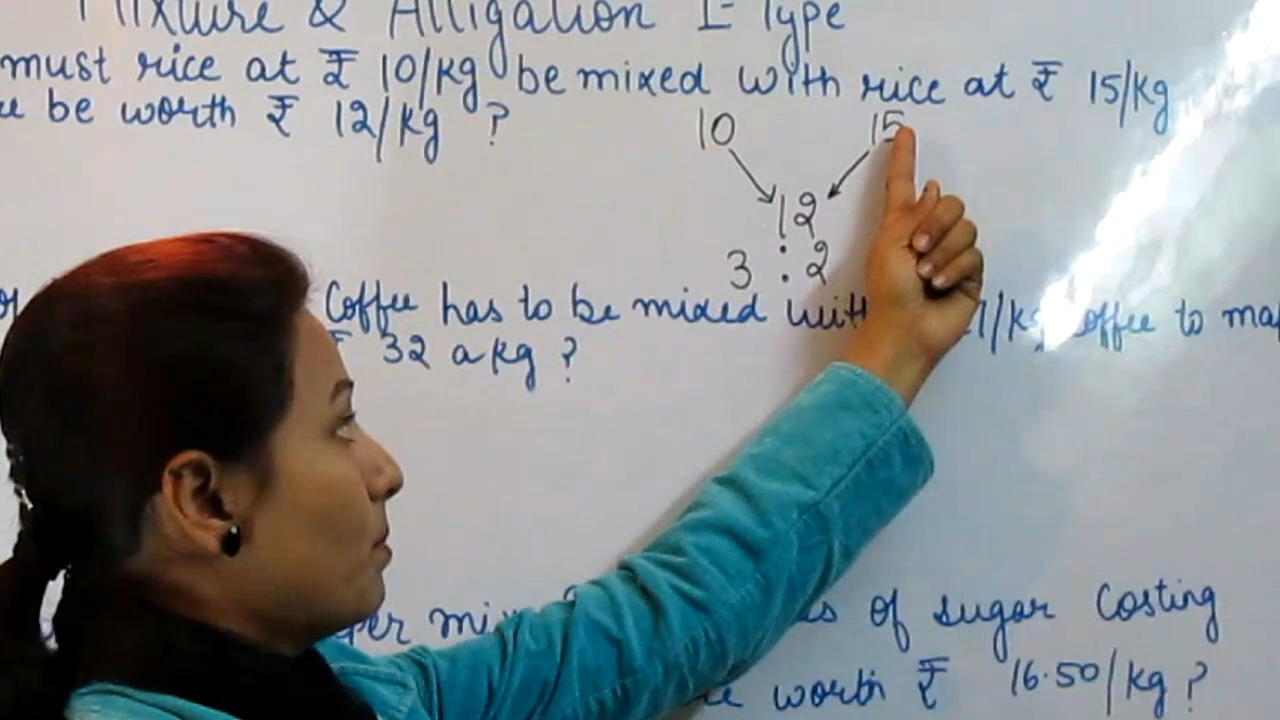 Mixture & Alligation I-Type
must rice at ₹ 10/kg be mixed with rice at ₹ 15/kg
be worth ₹ 12/kg ?
10 15
12
3 : 2
Coffee has to be mixed with /kg coffee to
32 a kg ?
of sugar Costing
worth ₹ 16.50/kg ?